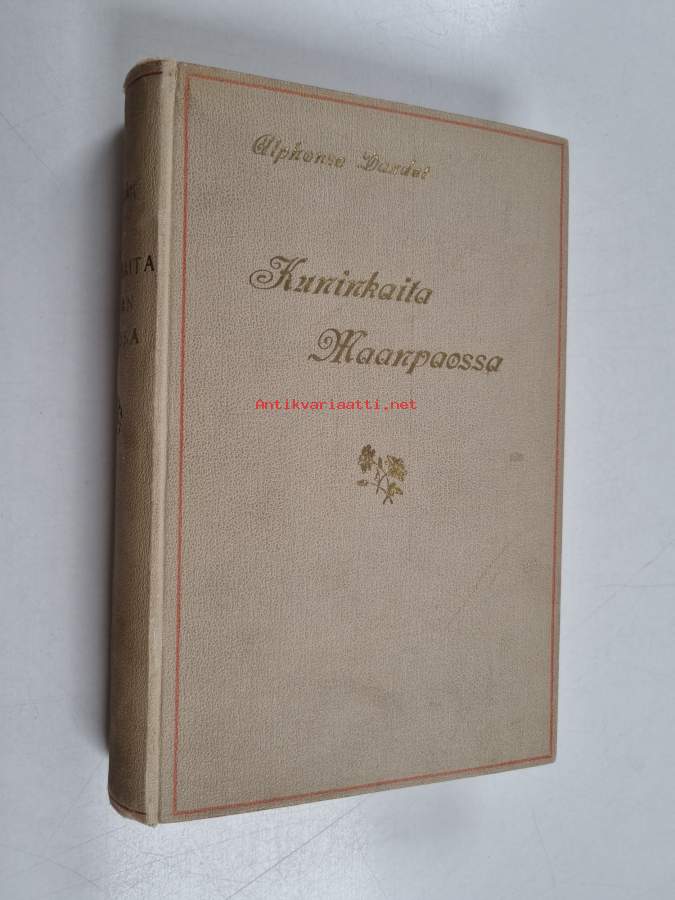 Alphonse Daudet
Kuninkaita
Maanpaossa
Antikvariaatti.net